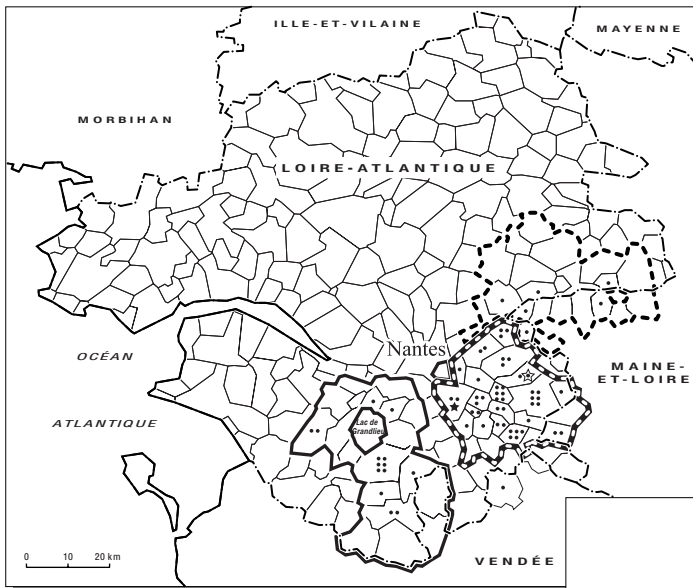 ILLE-ET-VILAINE
MAYENNE
MORBIHAN
LOIRE-ATLANTIQUE
OCÉAN
ATLANTIQUE
Nantes
MAINE-
ET-LOIRE
Lac de
Grandlieu
0 10 20 km
VENDÉE